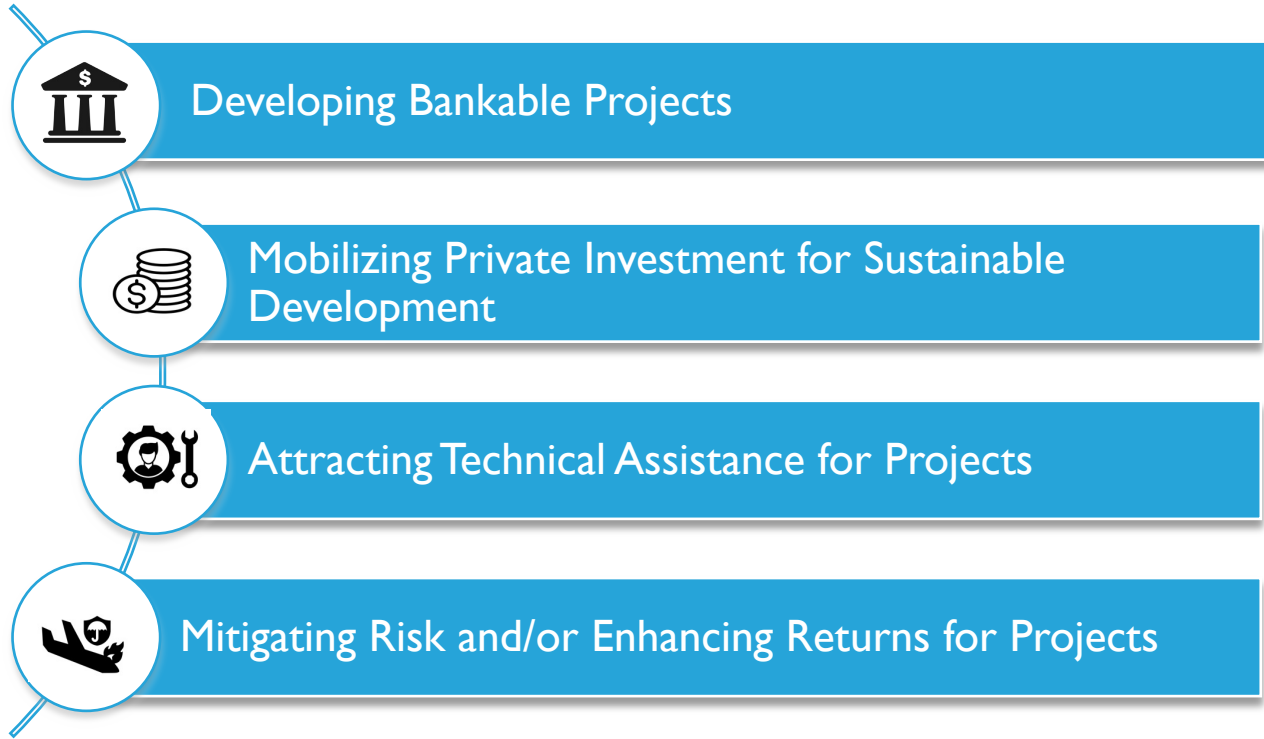 $
Developing Bankable Projects
$
Mobilizing Private Investment for Sustainable
Development
Attracting Technical Assistance for Projects
Mitigating Risk and/or Enhancing Returns for Projects